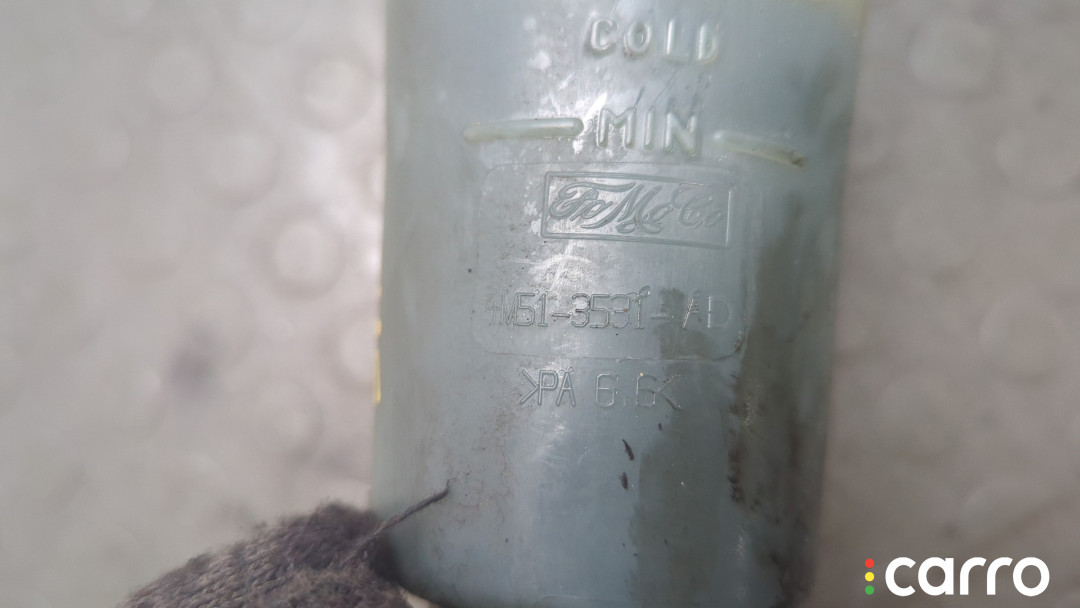 COLD
MIN
FoMoCo
4M51-3531-AD
>PA 6.6<
carro